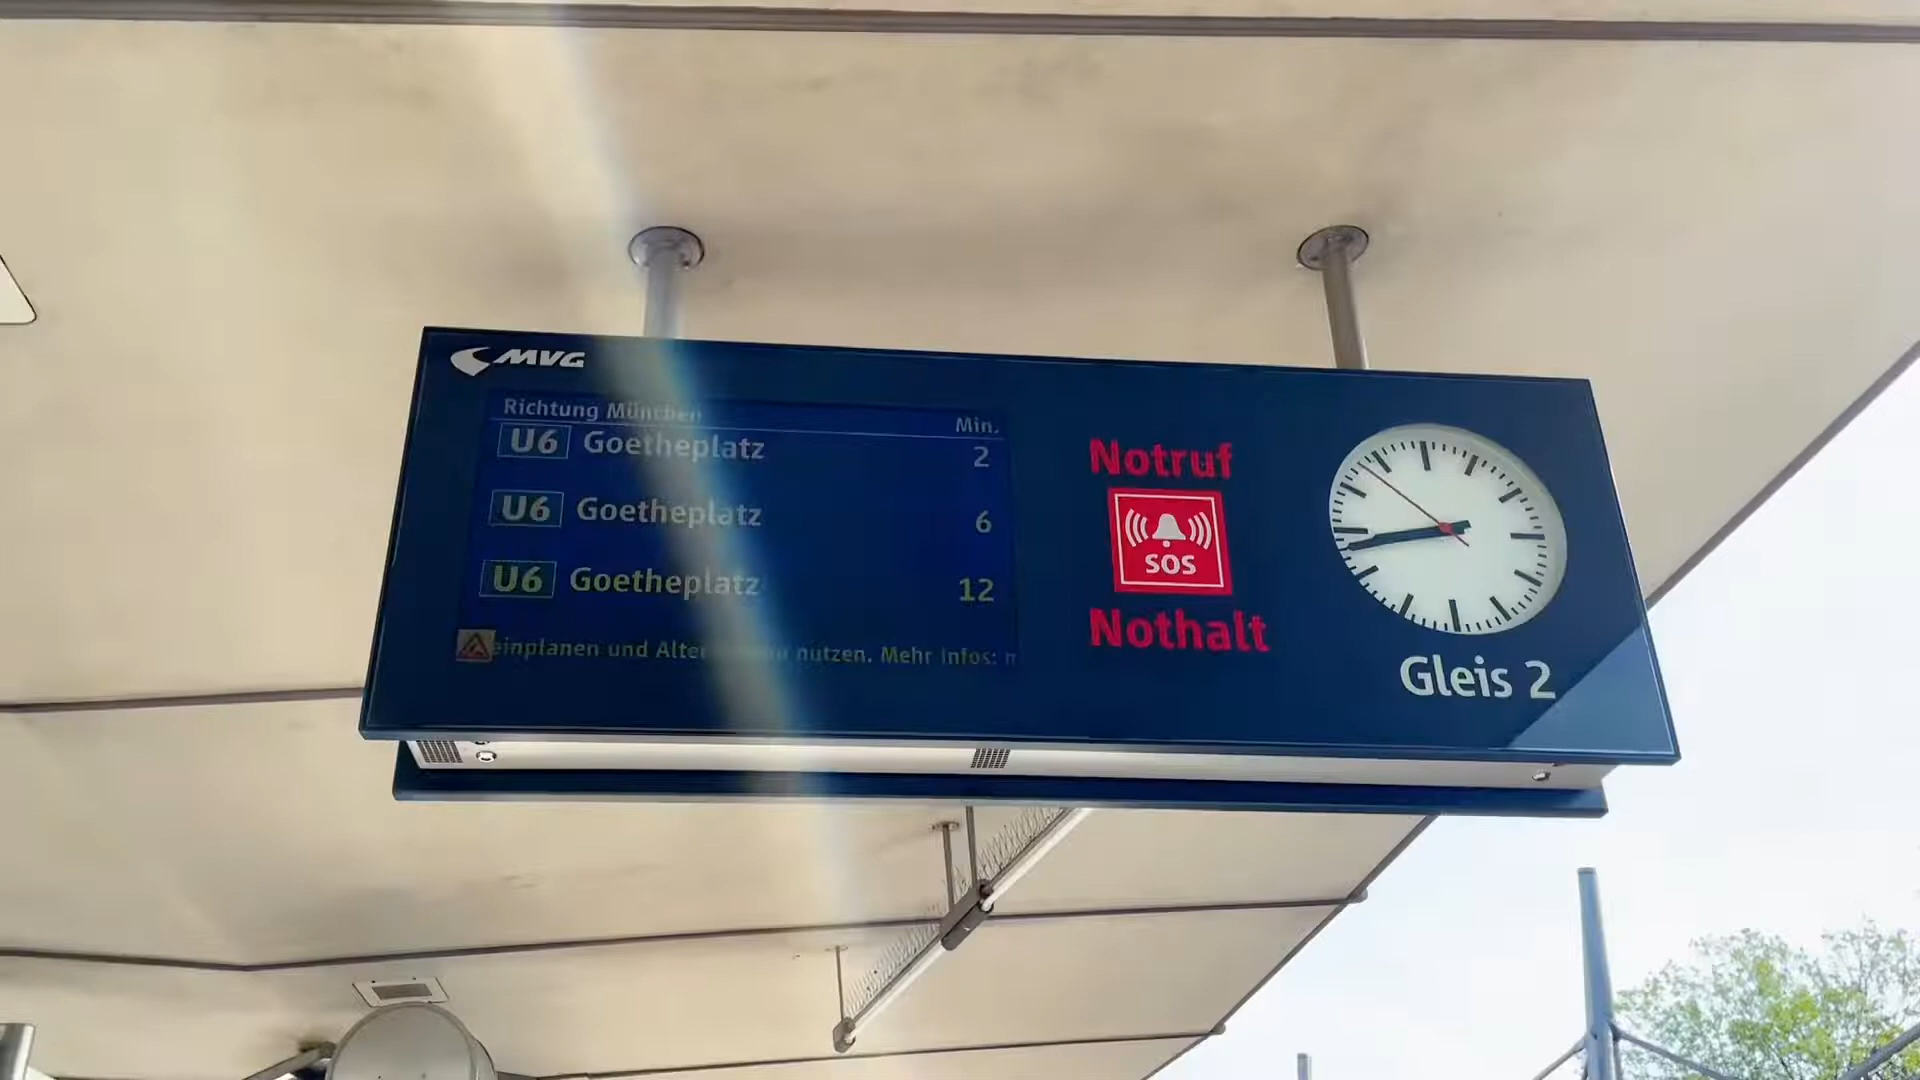 MVG
Richtung München
Min.
U6 Goetheplatz 2
U6 Goetheplatz 6
U6 Goetheplatz 12
einplanen und nutzen. Mehr Infos:
Notruf
SOS
Nothalt
Gleis 2